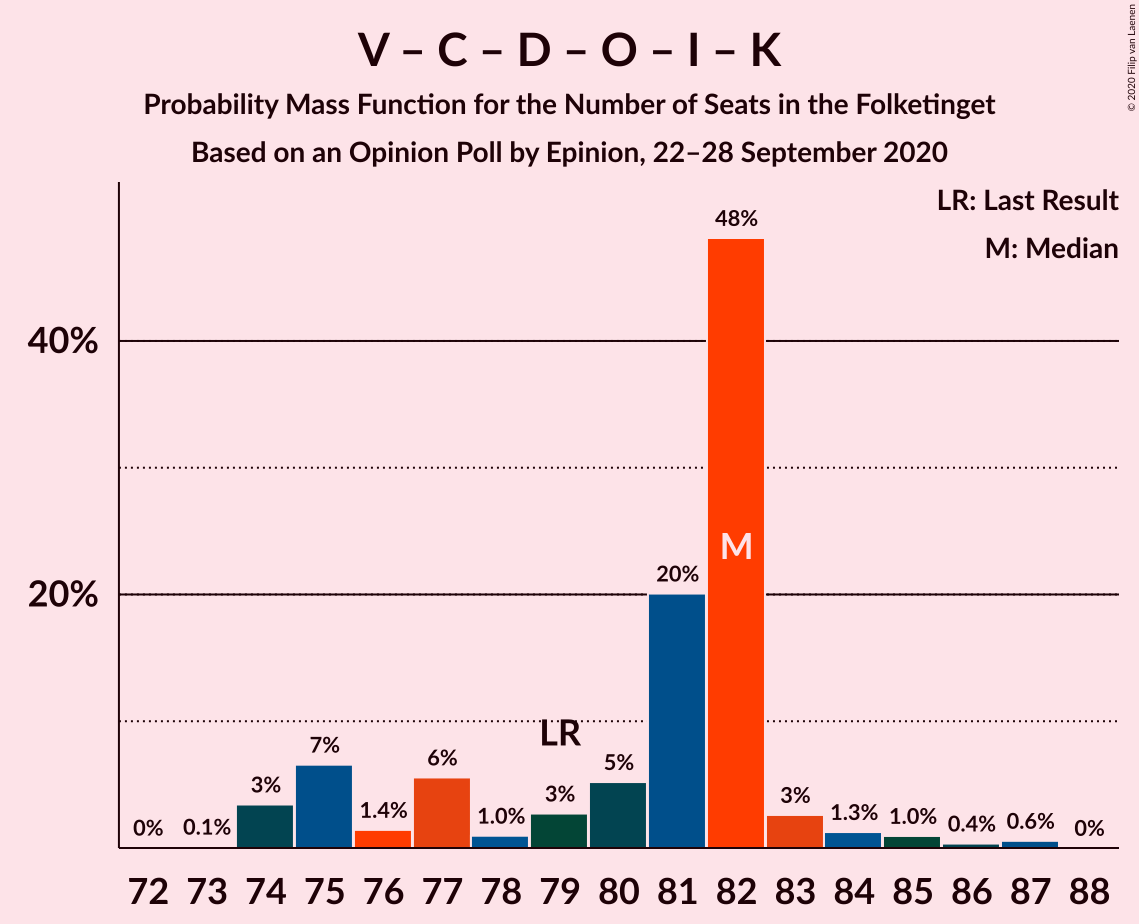 V – C – D – O – I – K
Probability Mass Function for the Number of Seats in the Folketinget
Based on an Opinion Poll by Epinion, 22–28 September 2020
© 2020 Filip van Laenen
LR: Last Result
M: Median
48%
40%
M
20%
20%
LR
7%
6%
5%
3%
3%
3%
1.4%
1.3%
1.0%
1.0%
0.6%
0.4%
0.1%
0%
0%
72 73 74 75 76 77 78 79 80 81 82 83 84 85 86 87 88